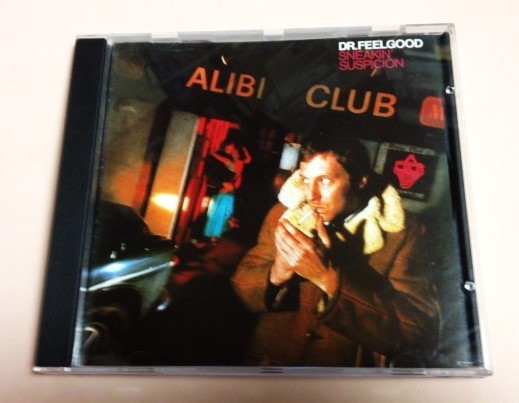 DR.FEELGOOD
SNEAKIN'
SUSPICION
ALIBI CLUB